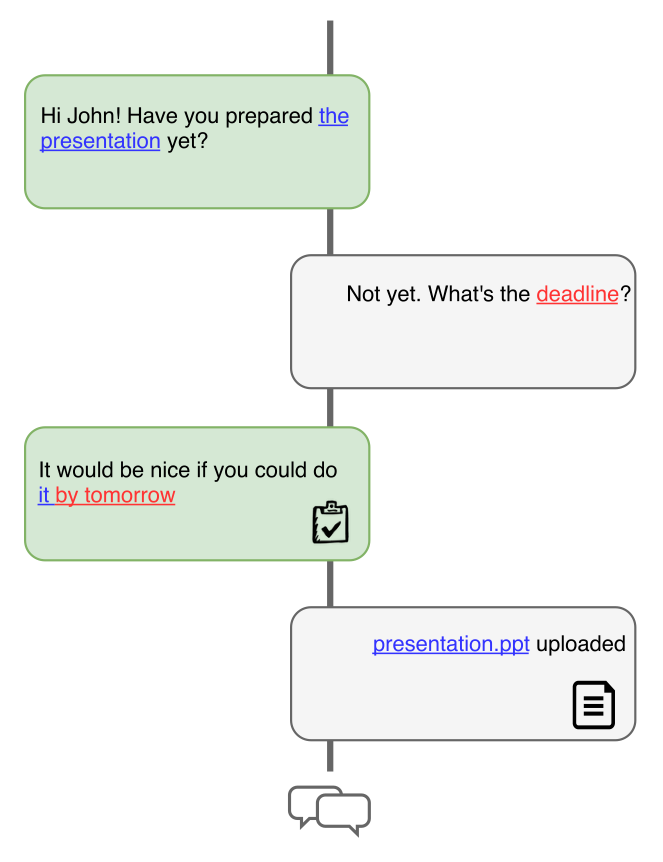 Hi John! Have you prepared the
presentation yet?
Not yet. What's the deadline?
It would be nice if you could do
it by tomorrow
presentation.ppt uploaded